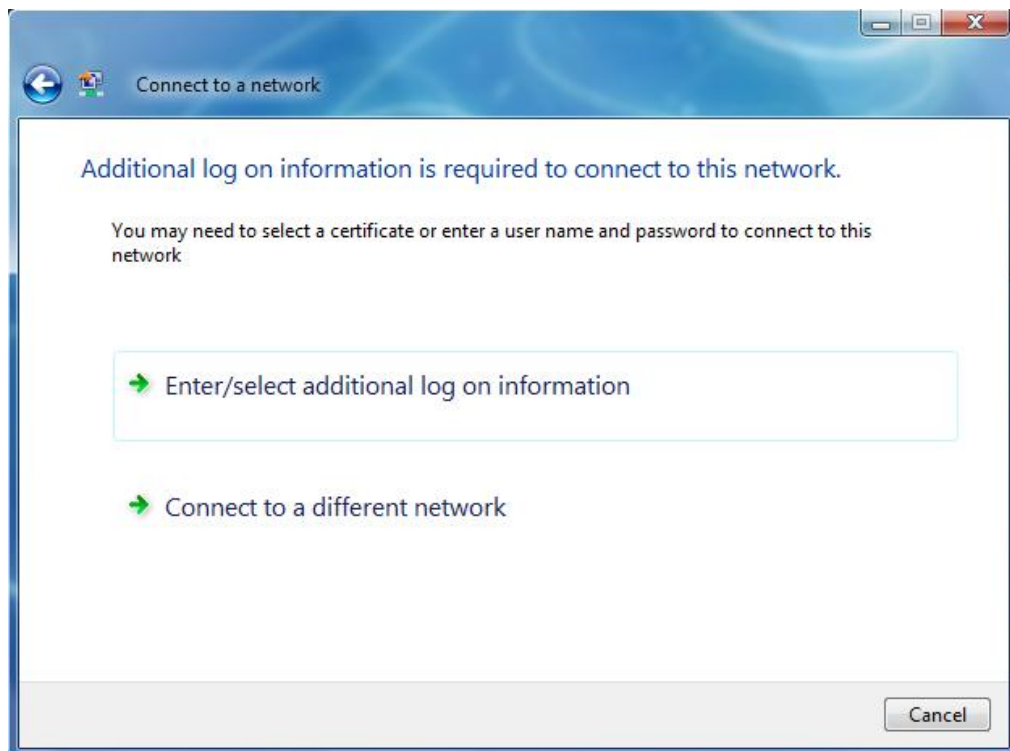 Connect to a network
Additional log on information is required to connect to this network.
You may need to select a certificate or enter a user name and password to connect to this
network
Enter/select additional log on information
Connect to a different network
Cancel